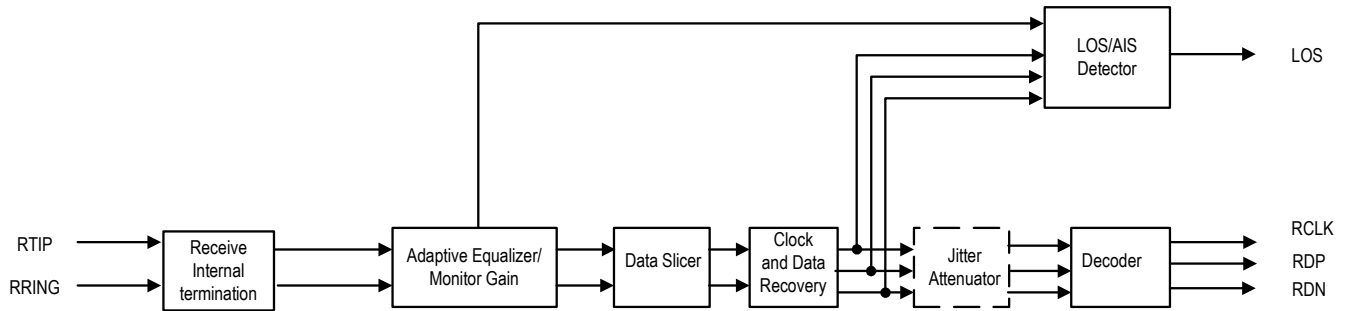 LOS/AIS
Detector
LOS
RTIP
RRING
Receive
Internal
termination
Adaptive Equalizer/
Monitor Gain
Data Slicer
Clock
and Data
Recovery
Jitter
Attenuator
Decoder
RCLK
RDP
RDN